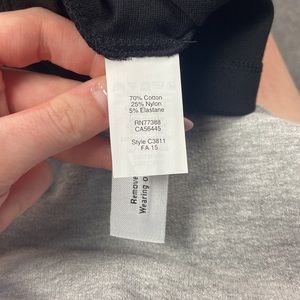 70% Cotton
25% Nylon
5% Elastane
RN77388
CA56445
Style C3811
FA 15
Remove
Wearing o